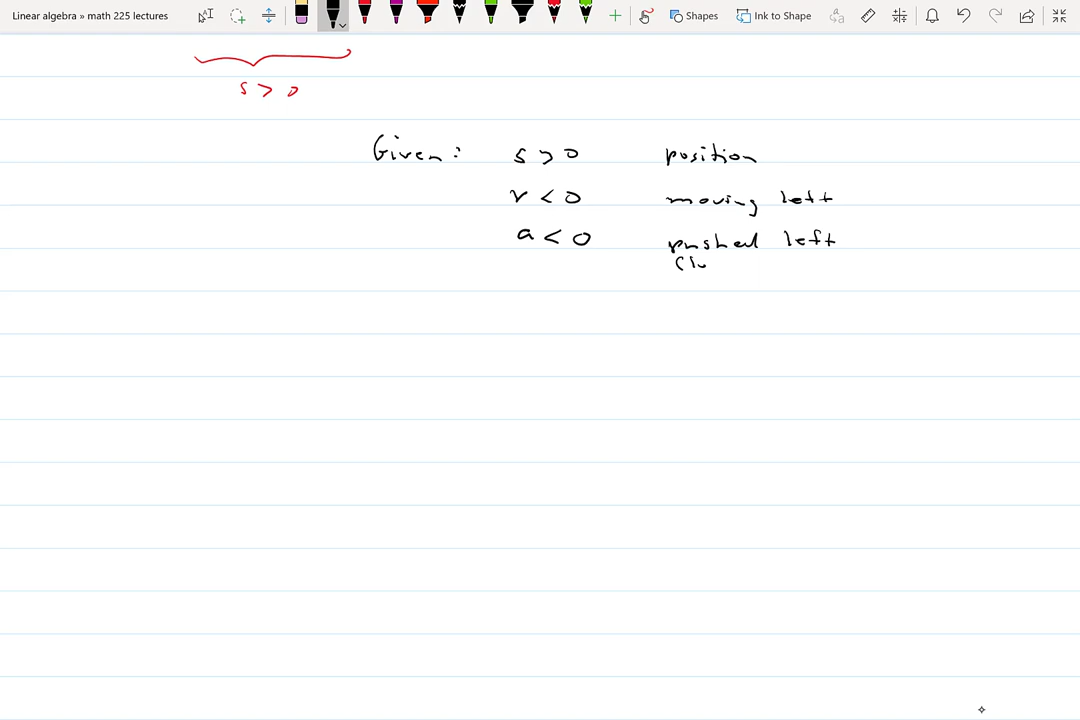 Linear algebra » math 225 lectures
Shapes
Ink to Shape
s > 0
Given: s > 0 position
v < 0 moving left
a < 0 pushed left